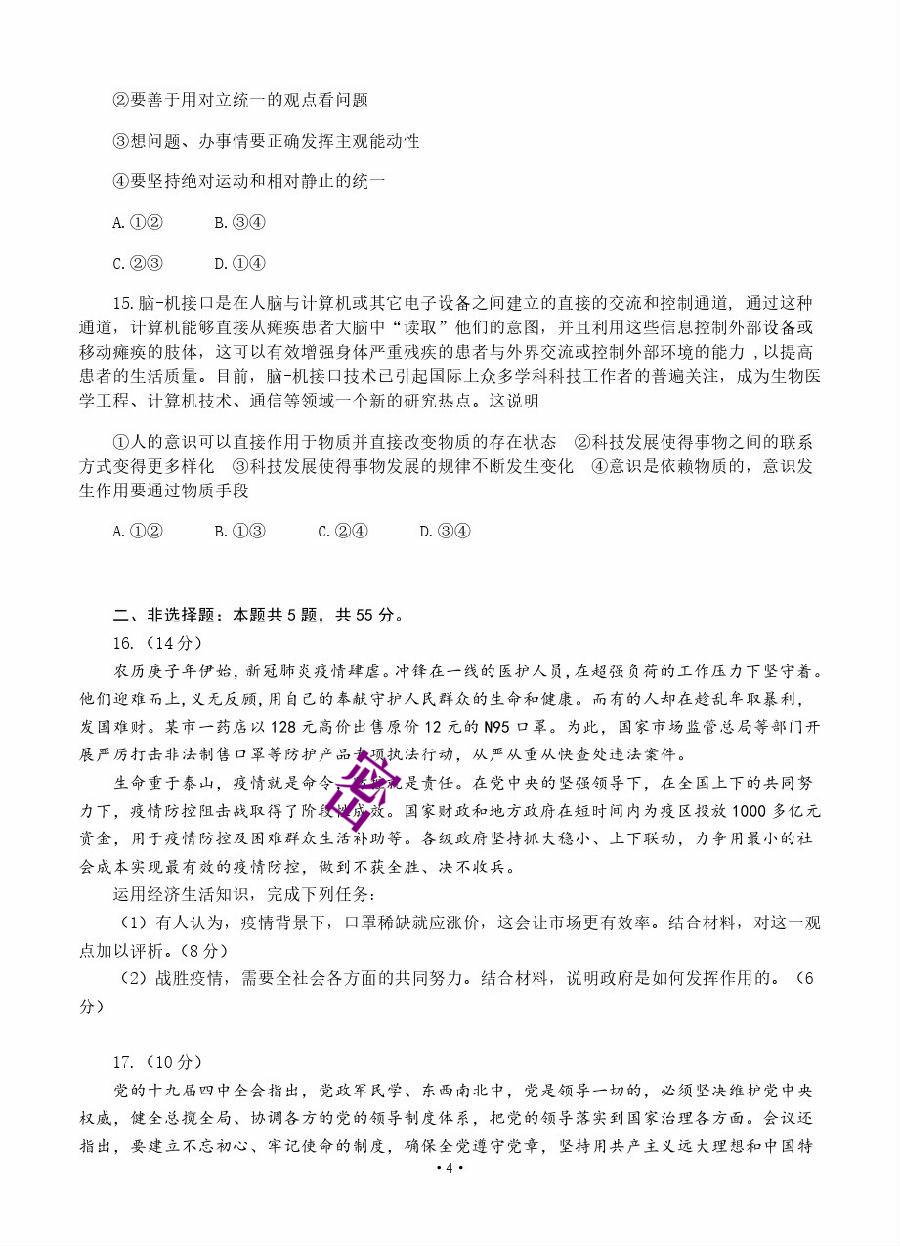 ②要善于用对立统一的观点看问题
③想问题、办事情要正确发挥主观能动性
④要坚持绝对运动和相对静止的统一
A.①② B.③④
C.②③ D.①④
15.脑-机接口是在人脑与计算机或其它电子设备之间建立的直接的交流和控制通道，通过这种
通道，计算机能够直接从瘫痪患者大脑中“读取”他们的意图，并且利用这些信息控制外部设备或
移动瘫痪的肢体，这可以有效增强身体严重残疾的患者与外界交流或控制外部环境的能力，以提高
患者的生活质量。目前，脑-机接口技术已引起国际上众多学科科技工作者的普遍关注，成为生物医
学工程、计算机技术、通信等领域一个新的研究热点。这说明
①人的意识可以直接作用于物质并直接改变物质的存在状态 ②科技发展使得事物之间的联系
方式变得更多样化 ③科技发展使得事物发展的规律不断发生变化 ④意识是依赖物质的，意识发
生作用要通过物质手段
A.①② B.①③ C.②④ D.③④
二、非选择题：本题共5题，共55分。
16.（14分）
农历庚子年伊始，新冠肺炎疫情肆虐。冲锋在一线的医护人员，在超强负荷的工作压力下坚守着。
他们迎难而上，义无反顾，用自己的奉献守护人民群众的生命和健康。而有的人却在趁乱牟取暴利，
发国难财。某市一药店以128元高价出售原价12元的N95口罩。为此，国家市场监管总局等部门开
展严厉打击非法制售口罩等防护产品专项执法行动，从严从重从快查处违法案件。
生命重于泰山，疫情就是命令，防控就是责任。在党中央的坚强领导下，在全国上下的共同努
力下，疫情防控阻击战取得了阶段性成效。国家财政和地方政府在短时间内为疫区投放1000多亿元
资金，用于疫情防控及困难群众生活补助等。各级政府坚持抓大稳小、上下联动，力争用最小的社
会成本实现最有效的疫情防控，做到不获全胜、决不收兵。
运用经济生活知识，完成下列任务：
（1）有人认为，疫情背景下，口罩稀缺就应涨价，这会让市场更有效率。结合材料，对这一观
点加以评析。（8分）
（2）战胜疫情，需要全社会各方面的共同努力。结合材料，说明政府是如何发挥作用的。（6
分）
17.（10分）
党的十九届四中全会指出，党政军民学、东西南北中，党是领导一切的，必须坚决维护党中央
权威，健全总揽全局、协调各方的党的领导制度体系，把党的领导落实到国家治理各方面。会议还
指出，要建立不忘初心、牢记使命的制度，确保全党遵守党章，坚持用共产主义远大理想和中国特
·4·